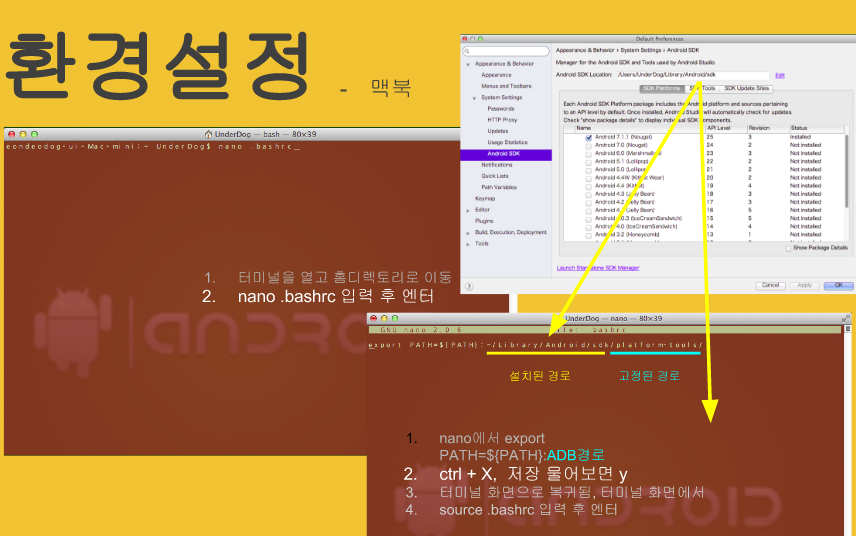 환경설정 - 맥북
UnderDog — bash — 80×39
eondeodog-ui-Mac-mini:~ UnderDog$ nano .bashrc
1. 터미널을 열고 홈디렉토리로 이동
2. nano .bashrc 입력 후 엔터
android
Default Preferences
Appearance & Behavior
Appearance
Menus and Toolbars
System Settings
Passwords
HTTP Proxy
Updates
Usage Statistics
Android SDK
Notifications
Quick Lists
Path Variables
Keymap
Editor
Plugins
Build, Execution, Deployment
Tools
Appearance & Behavior › System Settings › Android SDK
Manager for the Android SDK and Tools used by Android Studio
Android SDK Location: /Users/UnderDog/Library/Android/sdk Edit
SDK Platforms SDK Tools SDK Update Sites
Each Android SDK Platform package includes the Android platform and sources pertaining
to an API level by default. Once installed, Android Studio will automatically check for updates.
Check "show package details" to display individual SDK components.
Name API Level Revision Status
Android 7.1.1 (Nougat) 25 3 Installed
Android 7.0 (Nougat) 24 2 Not installed
Android 6.0 (Marshmallow) 23 3 Not installed
Android 5.1 (Lollipop) 22 2 Not installed
Android 5.0 (Lollipop) 21 2 Not installed
Android 4.4W (KitKat Wear) 20 2 Not installed
Android 4.4 (KitKat) 19 4 Not installed
Android 4.3 (Jelly Bean) 18 3 Not installed
Android 4.2 (Jelly Bean) 17 3 Not installed
(Jelly Bean) 16 5 Not installed
(IceCreamSandwich) 15 5 Not installed
Android 4.0 (IceCreamSandwich) 14 4 Not installed
Android 3.2 (Honeycomb) 13 1 Not installed
Show Package Details
Launch Standalone SDK Manager
? Cancel Apply OK
UnderDog — nano — 80×39
GNU nano 2.0.6 File: .bashrc
export PATH=${PATH}:~/Library/Android/sdk/platform-tools/
설치된 경로 고정된 경로
1. nano에서 export
PATH=${PATH}:ADB경로
2. ctrl + X, 저장 물어보면 y
3. 터미널 화면으로 복귀됨, 터미널 화면에서
4. source .bashrc 입력 후 엔터